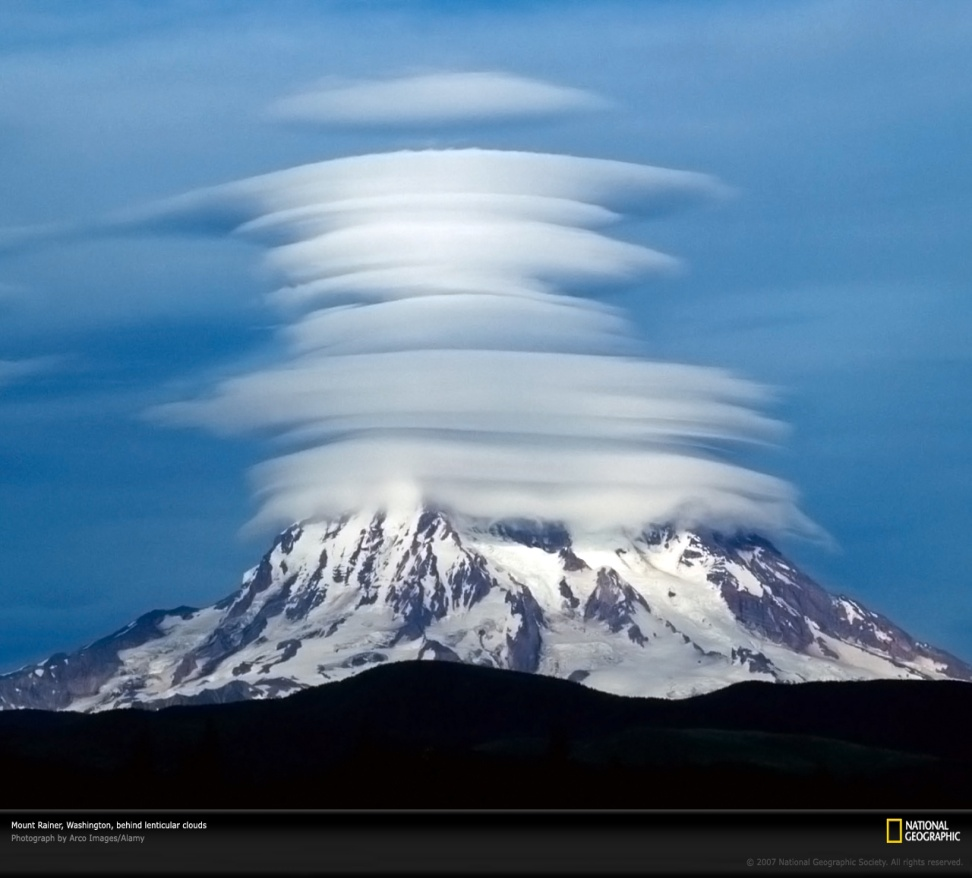 Mount Rainer, Washington, behind lenticular clouds
Photograph by Arco Images/Alamy
NATIONAL
GEOGRAPHIC
© 2007 National Geographic Society. All rights reserved.